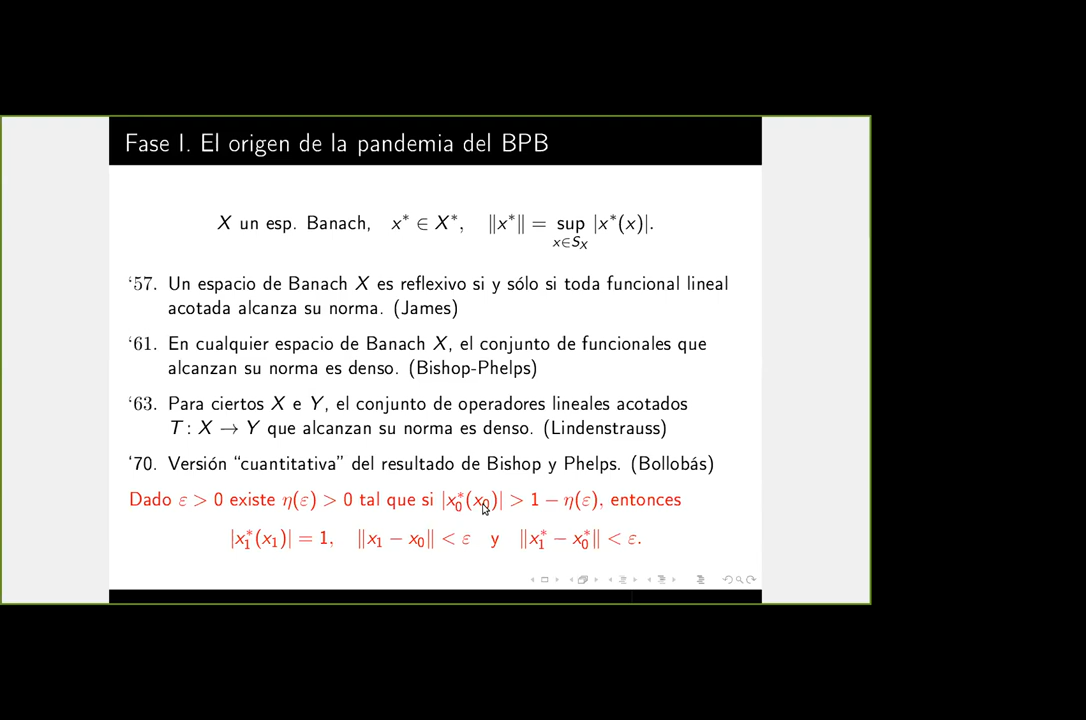 Fase I. El origen de la pandemia del BPB
X un esp. Banach, x* ∈ X*, ‖x*‖ = sup_{x∈S_X} |x*(x)|.
‘57. Un espacio de Banach X es reflexivo si y sólo si toda funcional lineal
acotada alcanza su norma. (James)
‘61. En cualquier espacio de Banach X, el conjunto de funcionales que
alcanzan su norma es denso. (Bishop-Phelps)
‘63. Para ciertos X e Y, el conjunto de operadores lineales acotados
T : X → Y que alcanzan su norma es denso. (Lindenstrauss)
‘70. Versión “cuantitativa” del resultado de Bishop y Phelps. (Bollobás)
Dado ε > 0 existe η(ε) > 0 tal que si |x₀*(x₀)| > 1 − η(ε), entonces
|x₁*(x₁)| = 1, ‖x₁ − x₀‖ < ε y ‖x₁* − x₀*‖ < ε.